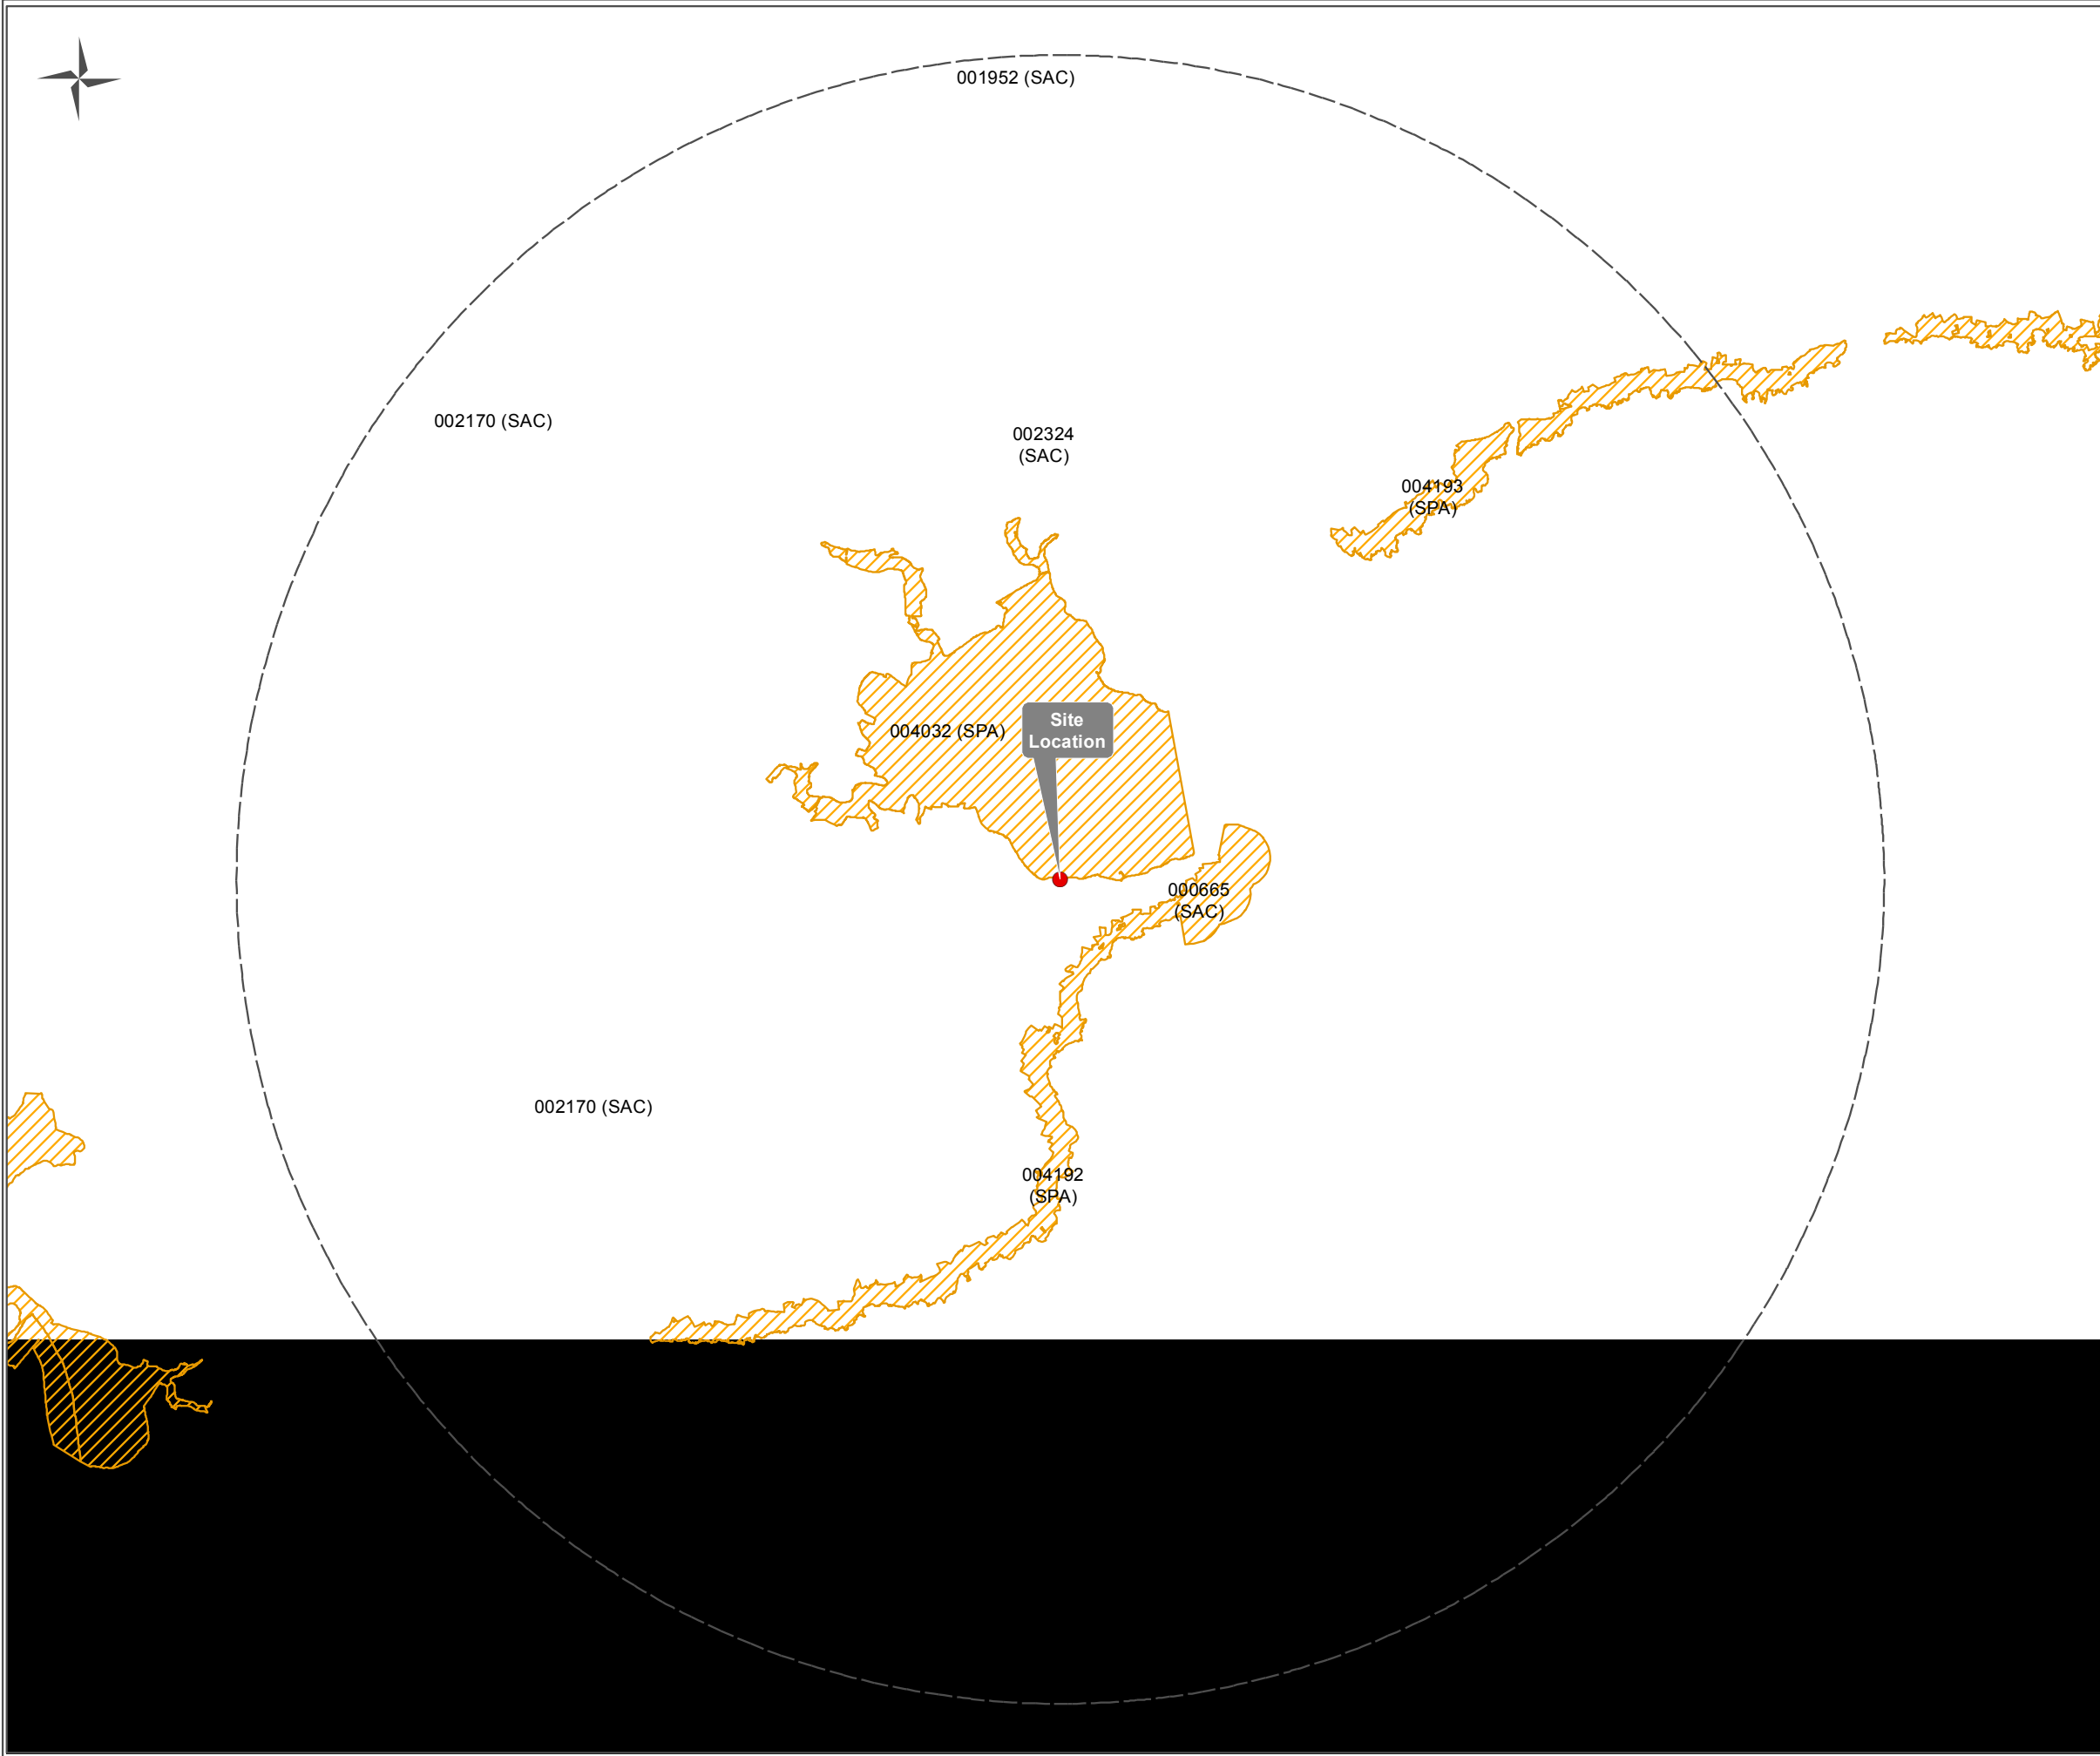 001952 (SAC)
002170 (SAC)
002324
(SAC)
004193
(SPA)
004032 (SPA)
Site
Location
000665
(SAC)
002170 (SAC)
004192
(SPA)